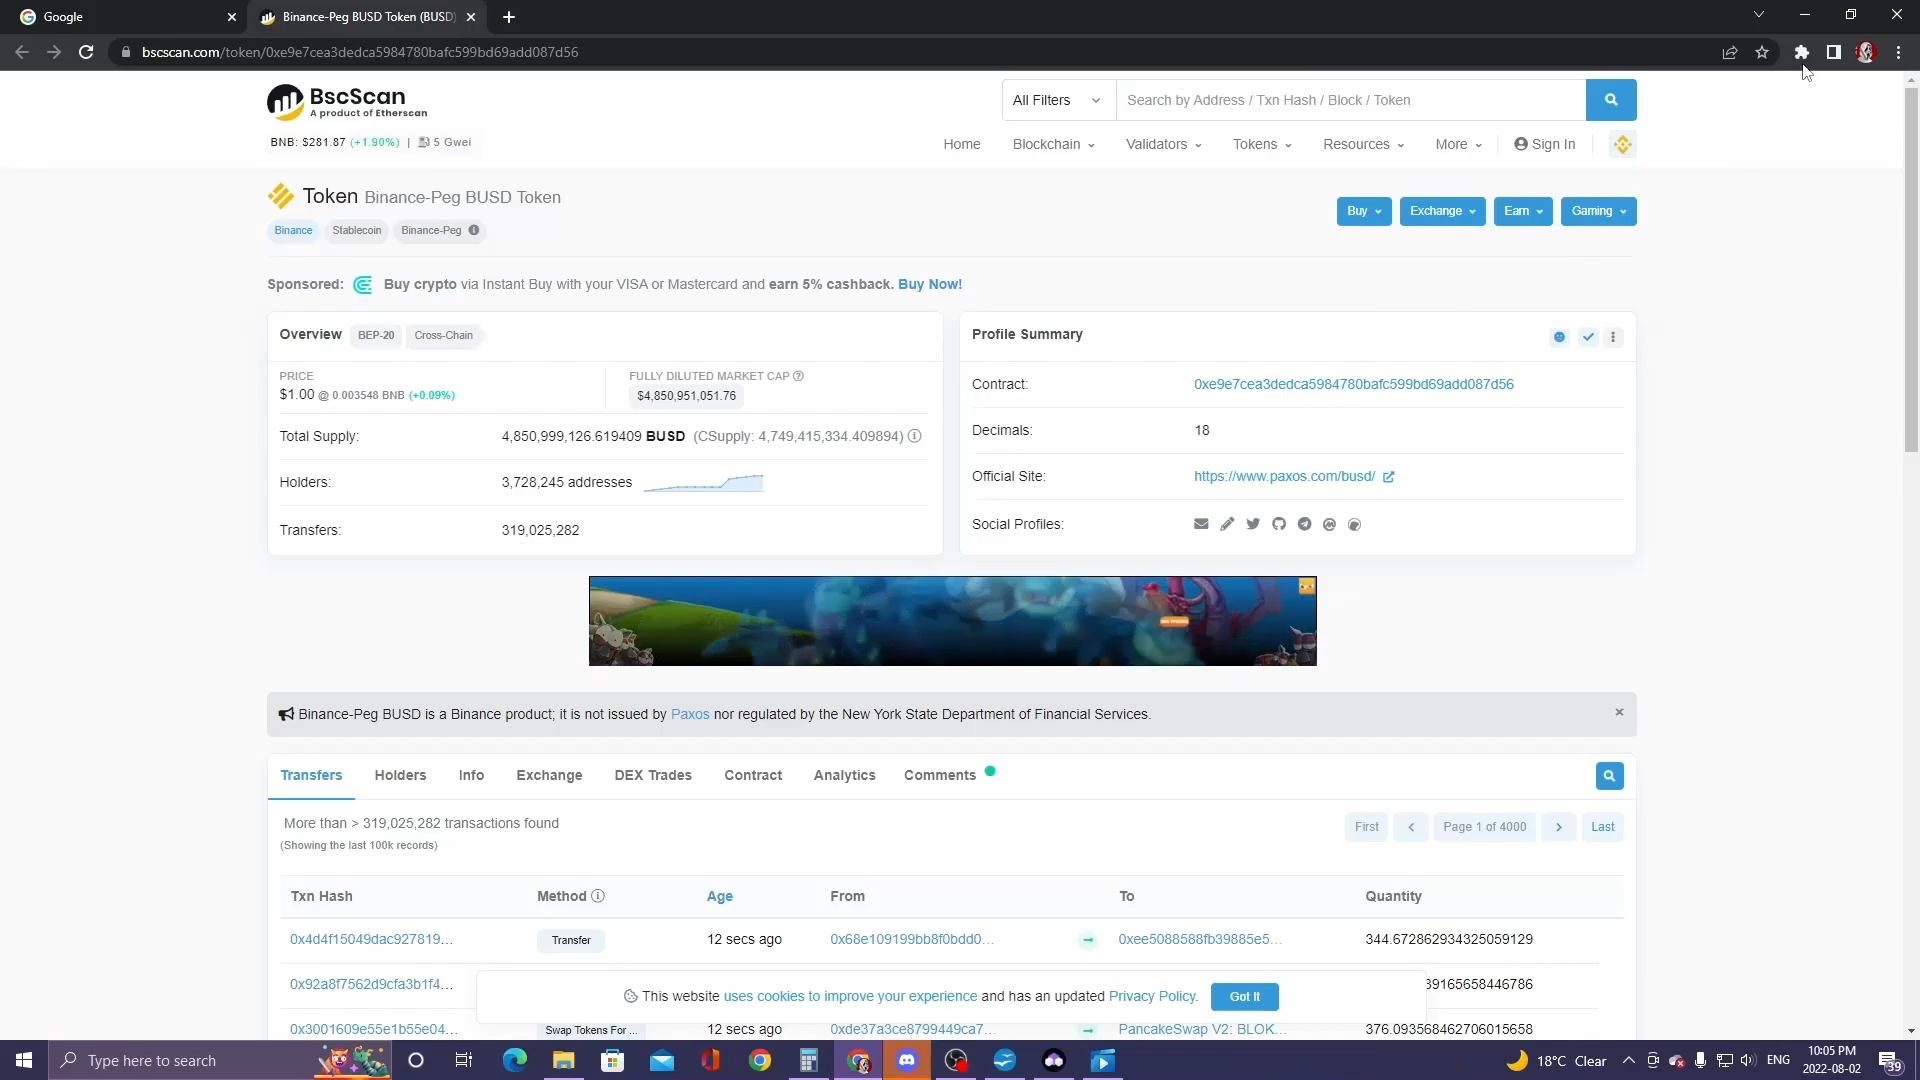 Google
Binance-Peg BUSD Token (BUSD)
bscscan.com/token/0xe9e7cea3dedca5984780bafc599bd69add087d56
BscScan
A product of Etherscan
All Filters
Search by Address / Txn Hash / Block / Token
BNB: $281.87 (+1.90%) | 5 Gwei
Home
Blockchain
Validators
Tokens
Resources
More
Sign In
Token Binance-Peg BUSD Token
Binance
Stablecoin
Binance-Peg
Buy
Exchange
Earn
Gaming
Sponsored: Buy crypto via Instant Buy with your VISA or Mastercard and earn 5% cashback. Buy Now!
Overview BEP-20 Cross-Chain
PRICE
$1.00 @ 0.003548 BNB (+0.09%)
FULLY DILUTED MARKET CAP
$4,850,951,051.76
Total Supply: 4,850,999,126.619409 BUSD (CSupply: 4,749,415,334.409894)
Holders: 3,728,245 addresses
Transfers: 319,025,282
Profile Summary
Contract: 0xe9e7cea3dedca5984780bafc599bd69add087d56
Decimals: 18
Official Site: https://www.paxos.com/busd/
Social Profiles:
Binance-Peg BUSD is a Binance product; it is not issued by Paxos nor regulated by the New York State Department of Financial Services.
Transfers
Holders
Info
Exchange
DEX Trades
Contract
Analytics
Comments
More than > 319,025,282 transactions found
(Showing the last 100k records)
First
Page 1 of 4000
Last
Txn Hash Method Age From To Quantity
0x4d4f15049dac927819... Transfer 12 secs ago 0x68e109199bb8f0bdd0... 0xee5088588fb39885e5... 344.672862934325059129
0x92a8f7562d9cfa3b1f4... 39165658446786
This website uses cookies to improve your experience and has an updated Privacy Policy. Got It
0x3001609e55e1b55e04... Swap Tokens For ... 12 secs ago 0xde37a3ce8799449ca7... PancakeSwap V2: BLOK... 376.093568462706015658
Type here to search
18°C Clear
ENG
10:05 PM
2022-08-02
39